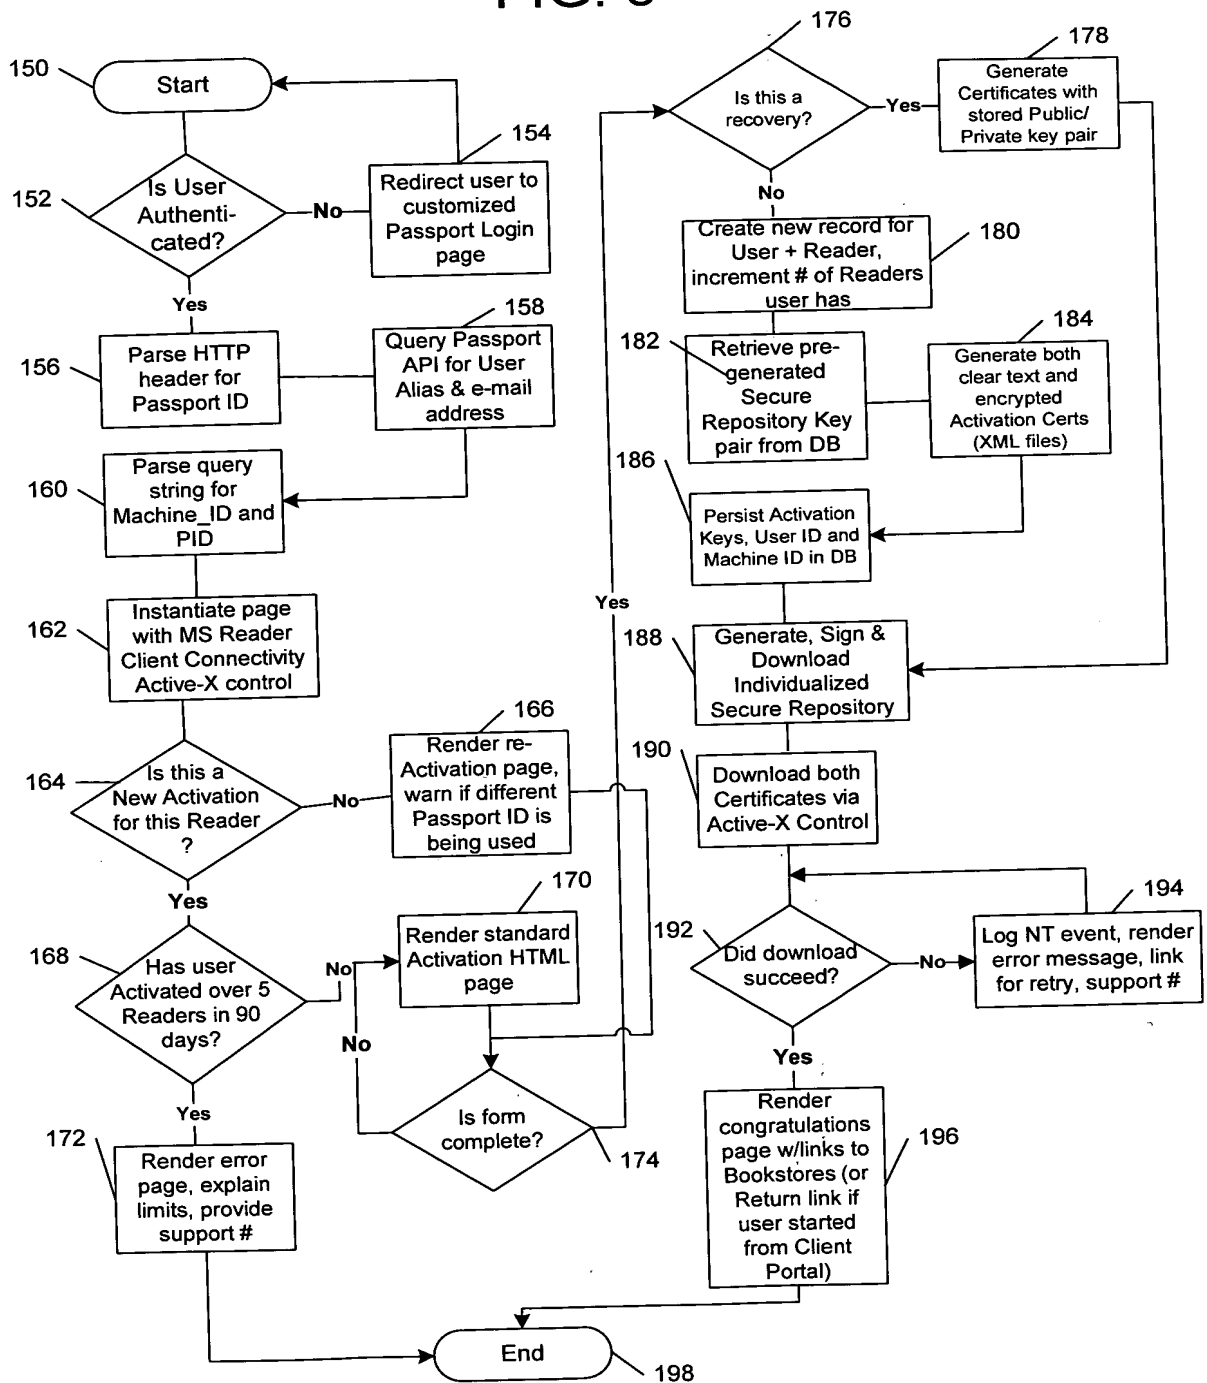 150
Start
152
Is User
Authenti-
cated?
No
154
Redirect user to
customized
Passport Login
page
Yes
156
Parse HTTP
header for
Passport ID
158
Query Passport
API for User
Alias & e-mail
address
160
Parse query
string for
Machine_ID and
PID
162
Instantiate page
with MS Reader
Client Connectivity
Active-X control
164
Is this a
New Activation
for this Reader
?
No
166
Render re-
Activation page,
warn if different
Passport ID is
being used
Yes
168
Has user
Activated over 5
Readers in 90
days?
No
170
Render standard
Activation HTML
page
No
Is form
complete?
174
Yes
Yes
172
Render error
page, explain
limits, provide
support #
176
Is this a
recovery?
Yes
178
Generate
Certificates with
stored Public/
Private key pair
No
180
Create new record for
User + Reader,
increment # of Readers
user has
182
Retrieve pre-
generated
Secure
Repository Key
pair from DB
184
Generate both
clear text and
encrypted
Activation Certs
(XML files)
186
Persist Activation
Keys, User ID and
Machine ID in DB
188
Generate, Sign &
Download
Individualized
Secure Repository
190
Download both
Certificates via
Active-X Control
192
Did download
succeed?
No
194
Log NT event, render
error message, link
for retry, support #
Yes
196
Render
congratulations
page w/links to
Bookstores (or
Return link if
user started
from Client
Portal)
End
198